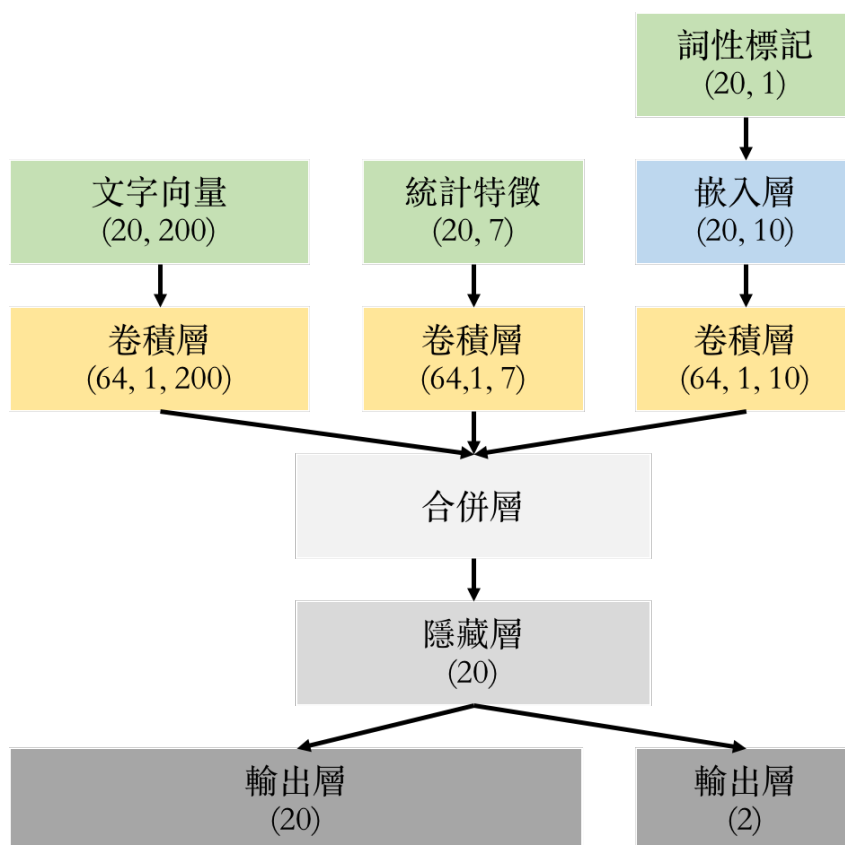 詞性標記
(20, 1)
文字向量
(20, 200)
統計特徵
(20, 7)
嵌入層
(20, 10)
卷積層
(64, 1, 200)
卷積層
(64,1, 7)
卷積層
(64, 1, 10)
合併層
隱藏層
(20)
輸出層
(20)
輸出層
(2)